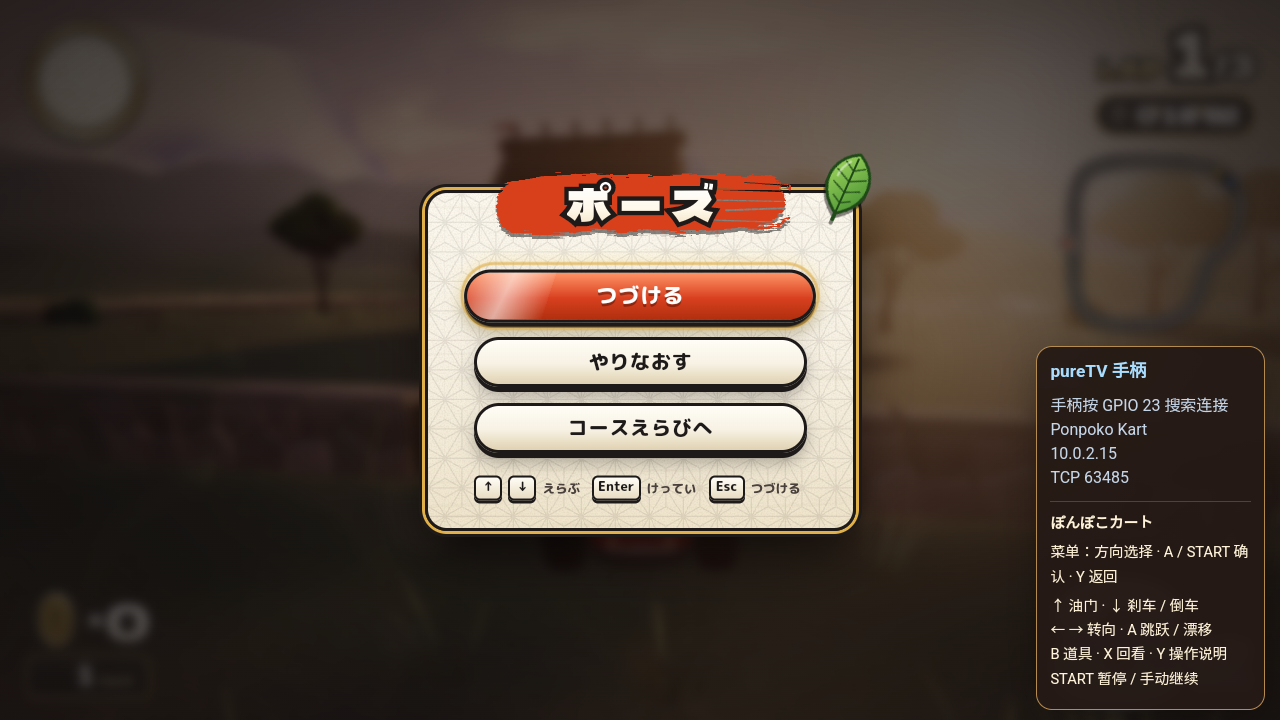 1
ポーズ
つづける
やりなおす
コースえらびへ
↑ ↓ えらぶ Enter けってい Esc つづける
pureTV 手柄
手柄按 GPIO 23 搜索连接
Ponpoko Kart
10.0.2.15
TCP 63485
ぽんぽこカート
菜单：方向选择 · A / START 确
认 · Y 返回
↑ 油门 · ↓ 刹车 / 倒车
← → 转向 · A 跳跃 / 漂移
B 道具 · X 回看 · Y 操作说明
START 暂停 / 手动继续